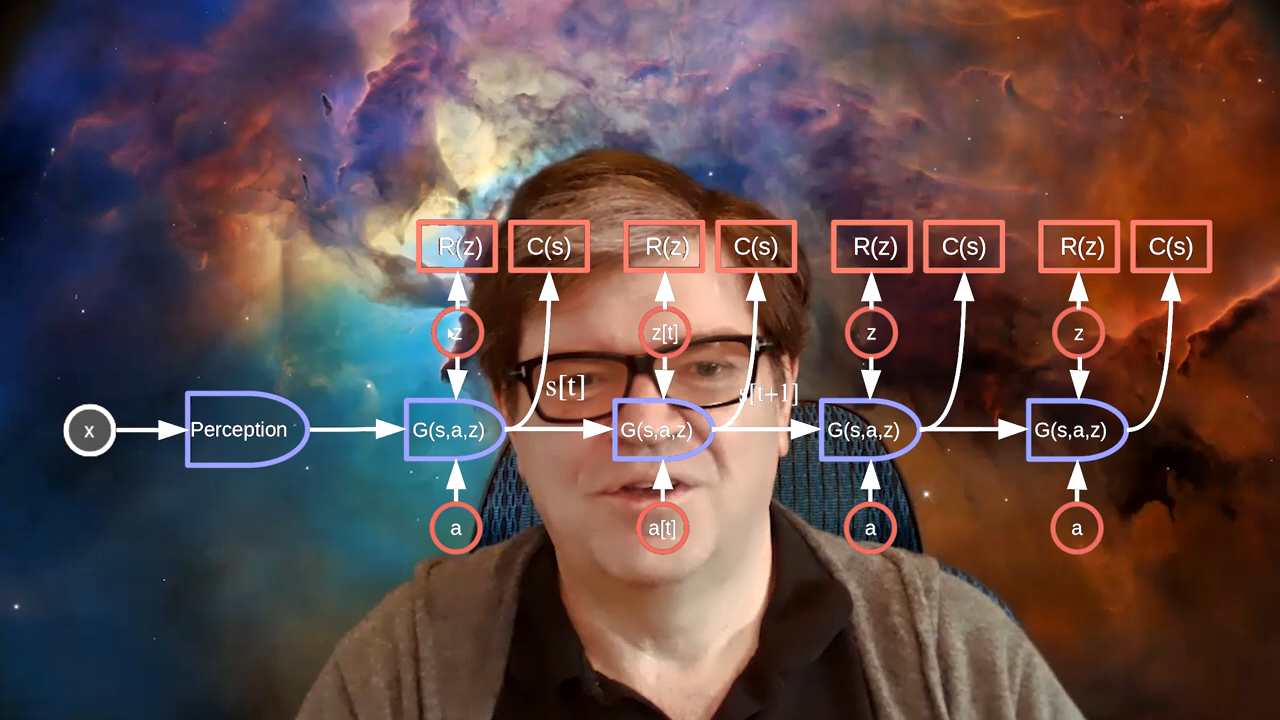 R(z) C(s) R(z) C(s) R(z) C(s) R(z) C(s)
z z[t] z z
s[t] s[t+1]
x Perception G(s,a,z) G(s,a,z) G(s,a,z) G(s,a,z)
a a[t] a a